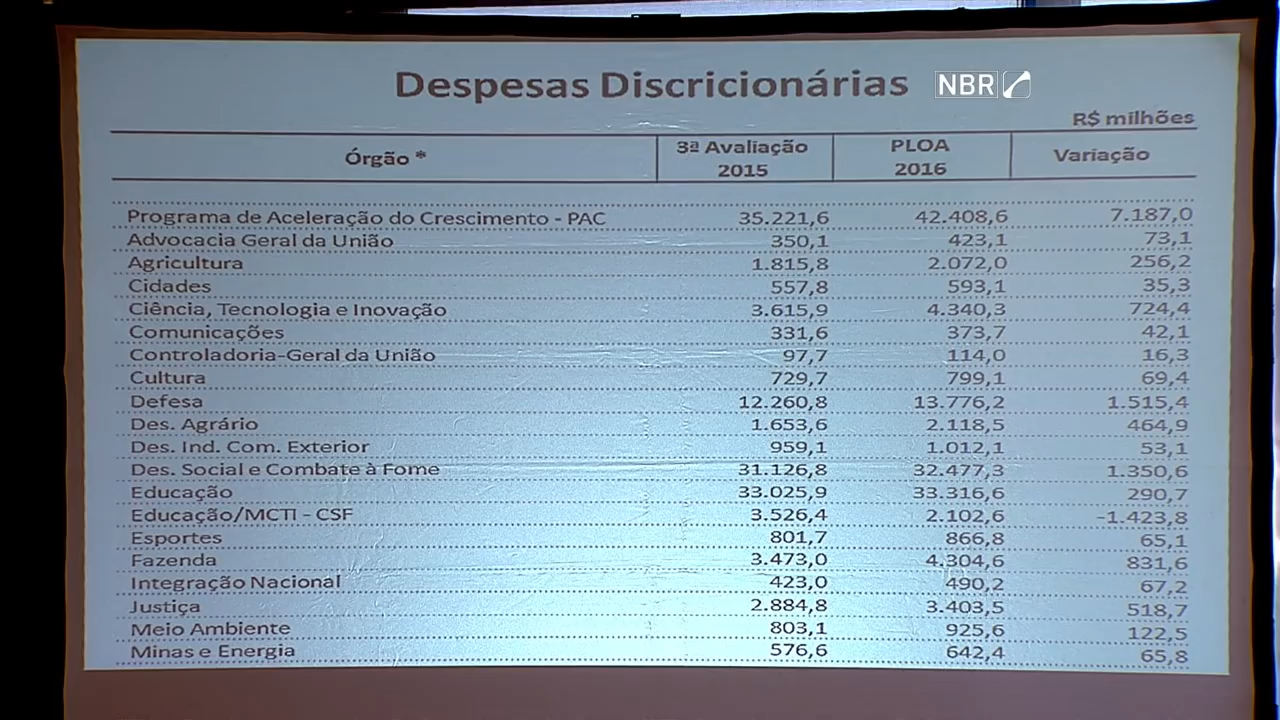 Despesas Discricionárias
NBR
R$ milhões
Órgão * 3ª Avaliação 2015 PLOA 2016 Variação
Programa de Aceleração do Crescimento - PAC 35.221,6 42.408,6 7.187,0
Advocacia Geral da União 350,1 423,1 73,1
Agricultura 1.815,8 2.072,0 256,2
Cidades 557,8 593,1 35,3
Ciência, Tecnologia e Inovação 3.615,9 4.340,3 724,4
Comunicações 331,6 373,7 42,1
Controladoria-Geral da União 97,7 114,0 16,3
Cultura 729,7 799,1 69,4
Defesa 12.260,8 13.776,2 1.515,4
Des. Agrário 1.653,6 2.118,5 464,9
Des. Ind. Com. Exterior 959,1 1.012,1 53,1
Des. Social e Combate à Fome 31.126,8 32.477,3 1.350,6
Educação 33.025,9 33.316,6 290,7
Educação/MCTI - CSF 3.526,4 2.102,6 -1.423,8
Esportes 801,7 866,8 65,1
Fazenda 3.473,0 4.304,6 831,6
Integração Nacional 423,0 490,2 67,2
Justiça 2.884,8 3.403,5 518,7
Meio Ambiente 803,1 925,6 122,5
Minas e Energia 576,6 642,4 65,8